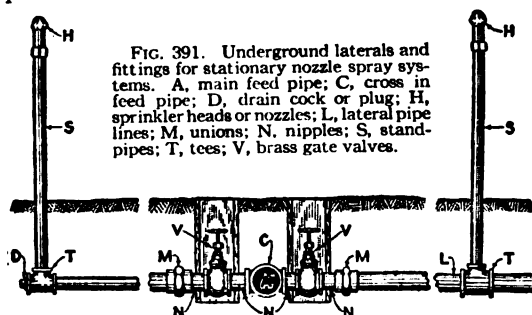 FIG. 391. Underground laterals and
fittings for stationary nozzle spray sys-
tems. A, main feed pipe; C, cross in
feed pipe; D, drain cock or plug; H,
sprinkler heads or nozzles; L, lateral pipe
lines; M, unions; N. nipples; S, stand-
pipes; T, tees; V, brass gate valves.
H
H
S
S
V
C
V
D
T
M
M
L
T
N
N
N